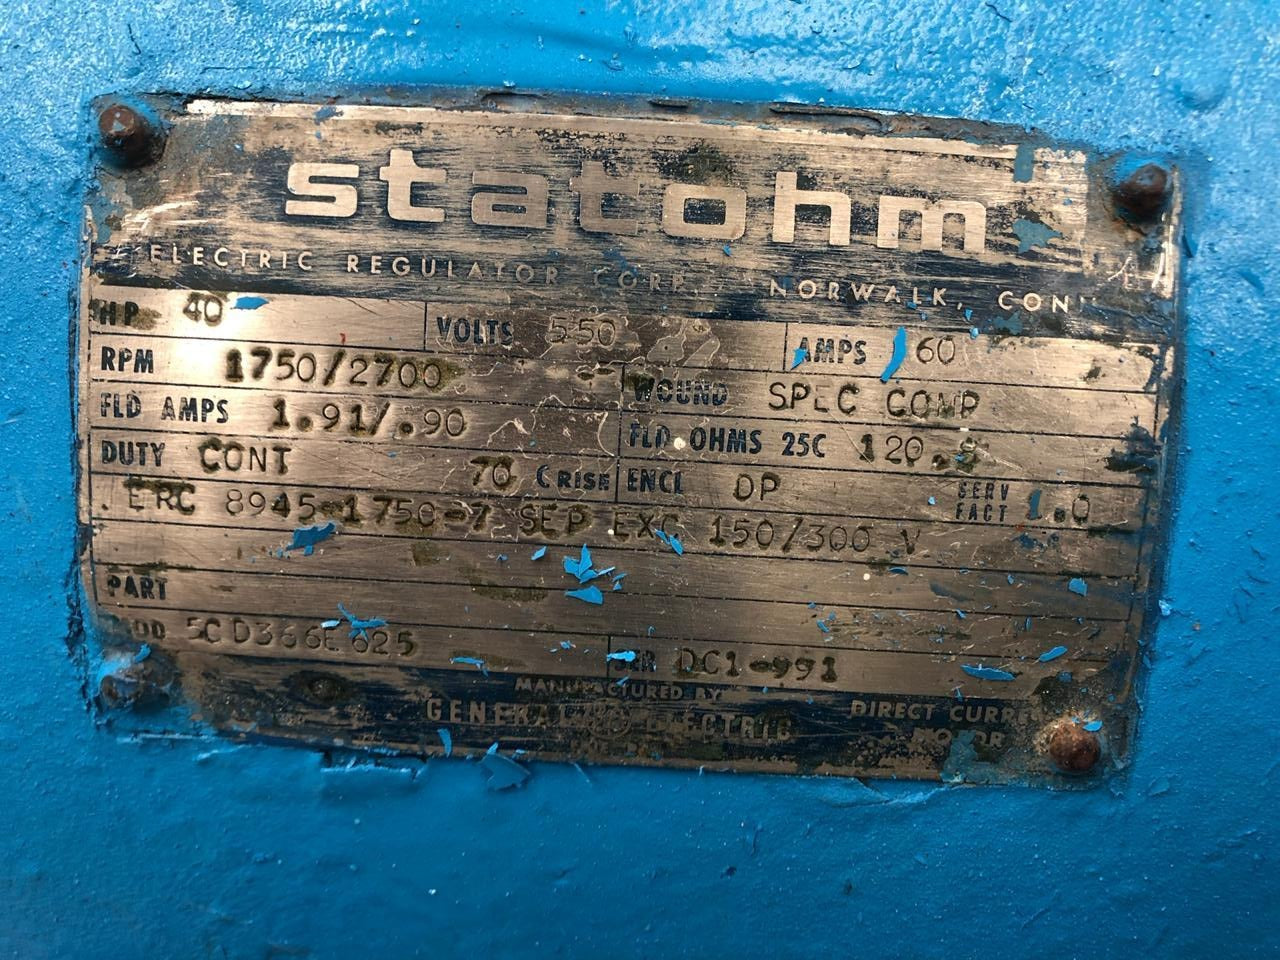 statohm
ELECTRIC REGULATOR CORP. NORWALK, CONN
HP 40 VOLTS 550 AMPS 60
RPM 1750/2700 WOUND SPEC COMP
FLD AMPS 1.91/.90 FLD. OHMS 25C 120.
DUTY CONT 70 C RISE ENCL DP SERV FACT 1.0
ERC 8945-1750-7 SEP EXC 150/300 V
PART
MOD 5CD366E625 SER DC1-991
MANUFACTURED BY
GENERAL ELECTRIC
DIRECT CURRENT
MOTOR